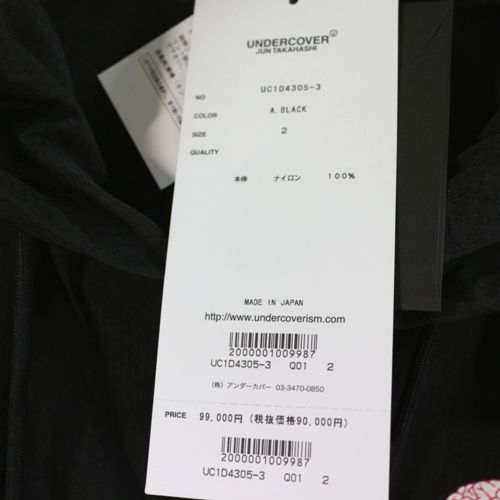 UNDERCOVER
JUN TAKAHASHI
NO UC1D4305-3
COLOR A.BLACK
SIZE 2
QUALITY
本体 ナイロン 100%
MADE IN JAPAN
http://www.undercoverism.com
2000001009987
UC1D4305-3 Q01 2
(株) アンダーカバー 03-3470-0850
PRICE 99,000円 (税抜価格90,000円)
2000001009987
UC1D4305-3 Q01 2